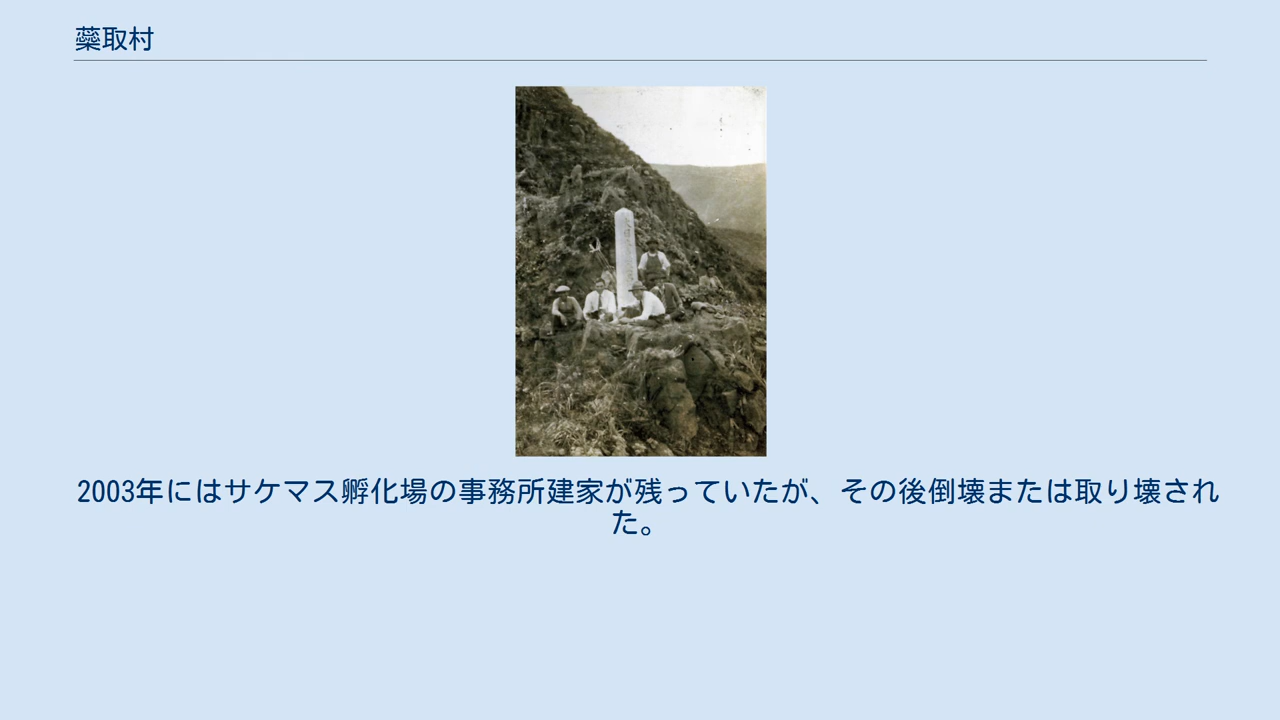 蘂取村
2003年にはサケマス孵化場の事務所建家が残っていたが、その後倒壊または取り壊され
た。